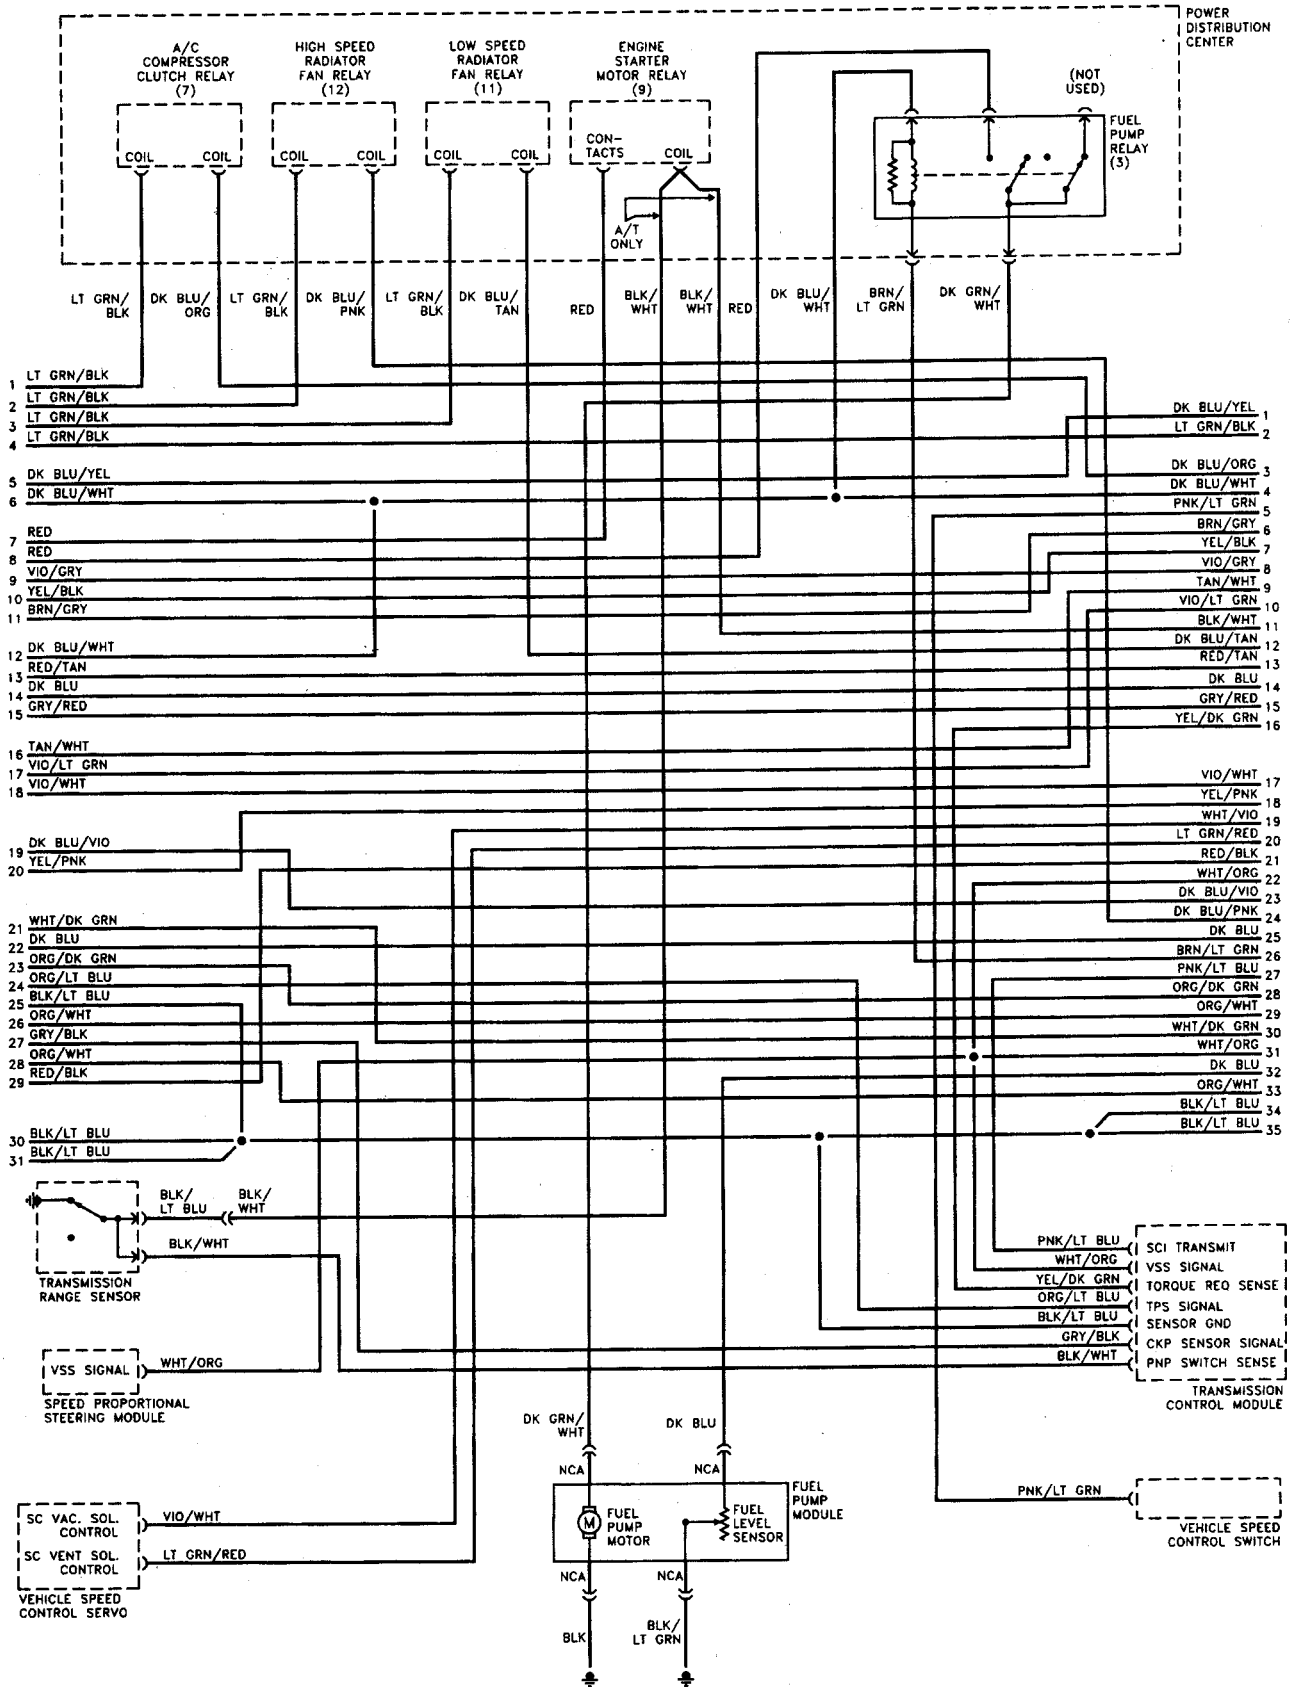 POWER
DISTRIBUTION
CENTER
A/C
COMPRESSOR
CLUTCH RELAY
(7)
HIGH SPEED
RADIATOR
FAN RELAY
(12)
LOW SPEED
RADIATOR
FAN RELAY
(11)
ENGINE
STARTER
MOTOR RELAY
(9)
(NOT
USED)
FUEL
PUMP
RELAY
(3)
COIL
COIL
COIL
COIL
COIL
COIL
CON-
TACTS
COIL
A/T
ONLY
LT GRN/
BLK
DK BLU/
ORG
LT GRN/
BLK
DK BLU/
PNK
LT GRN/
BLK
DK BLU/
TAN
RED
BLK/
WHT
BLK/
WHT
RED
DK BLU/
WHT
BRN/
LT GRN
DK GRN/
WHT
1 LT GRN/BLK
2 LT GRN/BLK
3 LT GRN/BLK
4 LT GRN/BLK
5 DK BLU/YEL
6 DK BLU/WHT
7 RED
8 RED
9 VIO/GRY
10 YEL/BLK
11 BRN/GRY
12 DK BLU/WHT
13 RED/TAN
14 DK BLU
15 GRY/RED
16 TAN/WHT
17 VIO/LT GRN
18 VIO/WHT
19 DK BLU/VIO
20 YEL/PNK
21 WHT/DK GRN
22 DK BLU
23 ORG/DK GRN
24 ORG/LT BLU
25 BLK/LT BLU
26 ORG/WHT
27 GRY/BLK
28 ORG/WHT
29 RED/BLK
30 BLK/LT BLU
31 BLK/LT BLU
DK BLU/YEL 1
LT GRN/BLK 2
DK BLU/ORG 3
DK BLU/WHT 4
PNK/LT GRN 5
BRN/GRY 6
YEL/BLK 7
VIO/GRY 8
TAN/WHT 9
VIO/LT GRN 10
BLK/WHT 11
DK BLU/TAN 12
RED/TAN 13
DK BLU 14
GRY/RED 15
YEL/DK GRN 16
VIO/WHT 17
YEL/PNK 18
WHT/VIO 19
LT GRN/RED 20
RED/BLK 21
WHT/ORG 22
DK BLU/VIO 23
DK BLU/PNK 24
DK BLU 25
BRN/LT GRN 26
PNK/LT BLU 27
ORG/DK GRN 28
ORG/WHT 29
WHT/DK GRN 30
WHT/ORG 31
DK BLU 32
ORG/WHT 33
BLK/LT BLU 34
BLK/LT BLU 35
BLK/
LT BLU
BLK/
WHT
BLK/WHT
TRANSMISSION
RANGE SENSOR
VSS SIGNAL
WHT/ORG
SPEED PROPORTIONAL
STEERING MODULE
SC VAC. SOL.
CONTROL
VIO/WHT
SC VENT SOL.
CONTROL
LT GRN/RED
VEHICLE SPEED
CONTROL SERVO
DK GRN/
WHT
DK BLU
NCA
NCA
M
FUEL
PUMP
MOTOR
FUEL
LEVEL
SENSOR
FUEL
PUMP
MODULE
NCA
NCA
BLK
BLK/
LT GRN
PNK/LT BLU SCI TRANSMIT
WHT/ORG VSS SIGNAL
YEL/DK GRN TORQUE REQ SENSE
ORG/LT BLU TPS SIGNAL
BLK/LT BLU SENSOR GND
GRY/BLK CKP SENSOR SIGNAL
BLK/WHT PNP SWITCH SENSE
TRANSMISSION
CONTROL MODULE
PNK/LT GRN
VEHICLE SPEED
CONTROL SWITCH